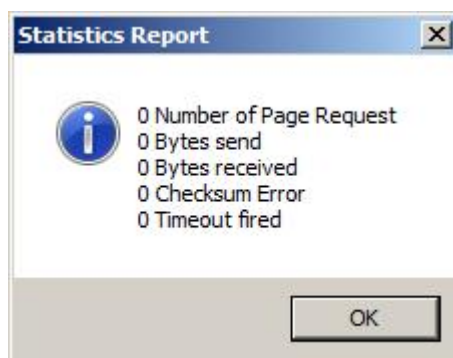 Statistics Report
0 Number of Page Request
0 Bytes send
0 Bytes received
0 Checksum Error
0 Timeout fired
OK